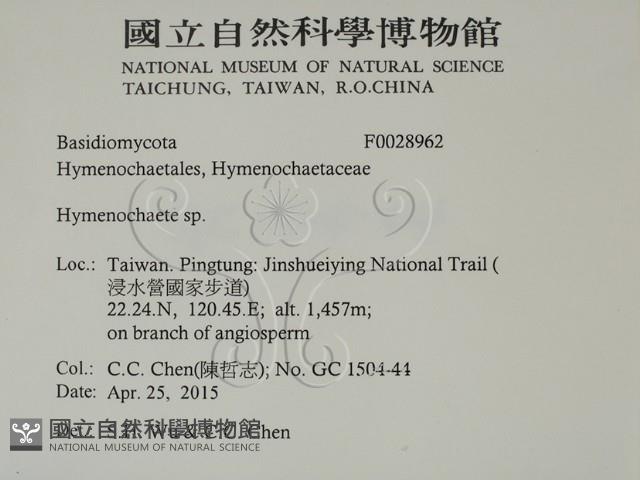 國立自然科學博物館
NATIONAL MUSEUM OF NATURAL SCIENCE
TAICHUNG, TAIWAN, R.O.CHINA
Basidiomycota F0028962
Hymenochaetales, Hymenochaetaceae
Hymenochaete sp.
Loc.: Taiwan. Pingtung: Jinshueiying National Trail (
浸水營國家步道)
22.24.N, 120.45.E; alt. 1,457m;
on branch of angiosperm
Col.: C.C. Chen(陳哲志); No. GC 1504-44
Date: Apr. 25, 2015
Wu & C.C. Chen
國立自然科學博物館
NATIONAL MUSEUM OF NATURAL SCIENCE